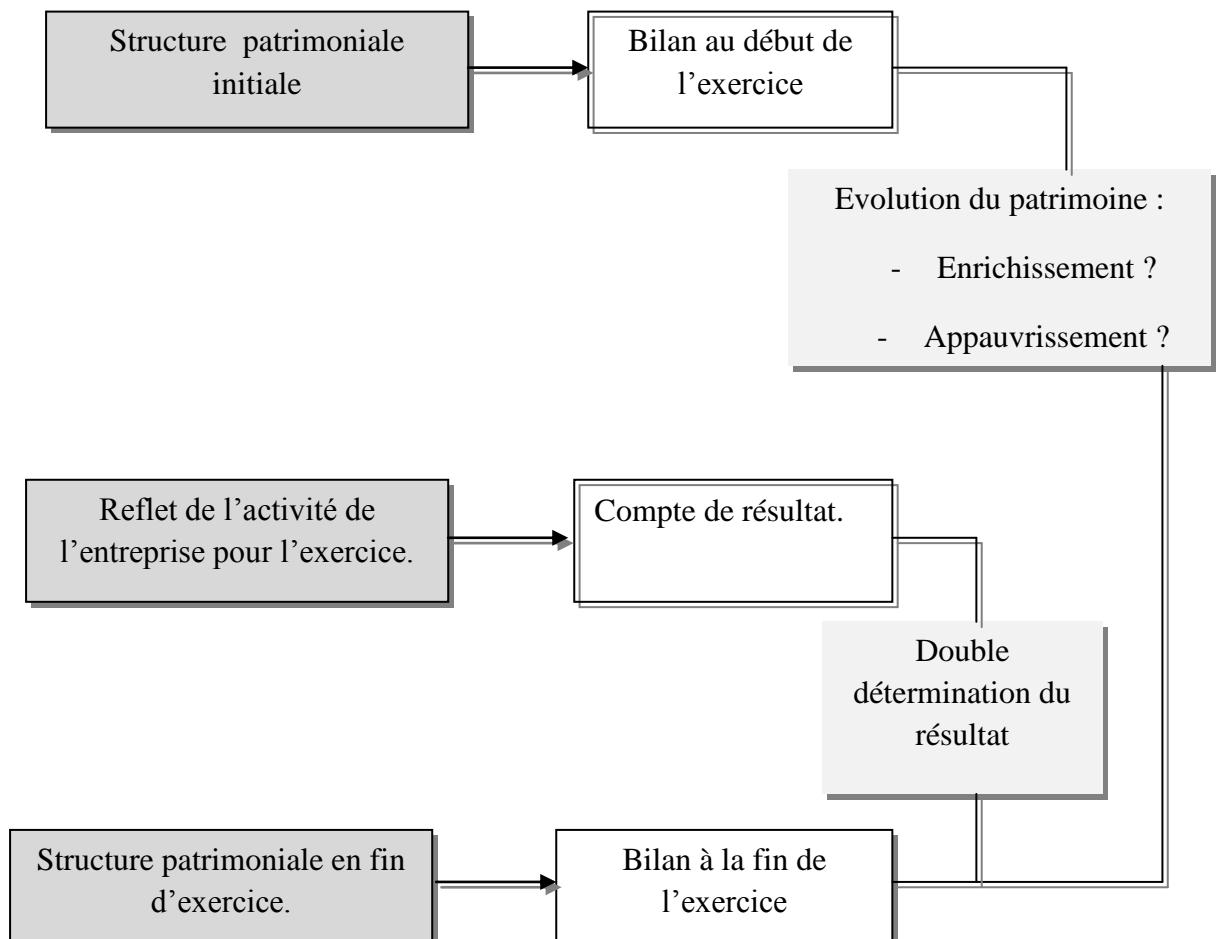 Structure patrimoniale
initiale
Bilan au début de
l’exercice
Evolution du patrimoine :
- Enrichissement ?
- Appauvrissement ?
Reflet de l’activité de
l’entreprise pour l’exercice.
Compte de résultat.
Double
détermination du
résultat
Structure patrimoniale en fin
d’exercice.
Bilan à la fin de
l’exercice